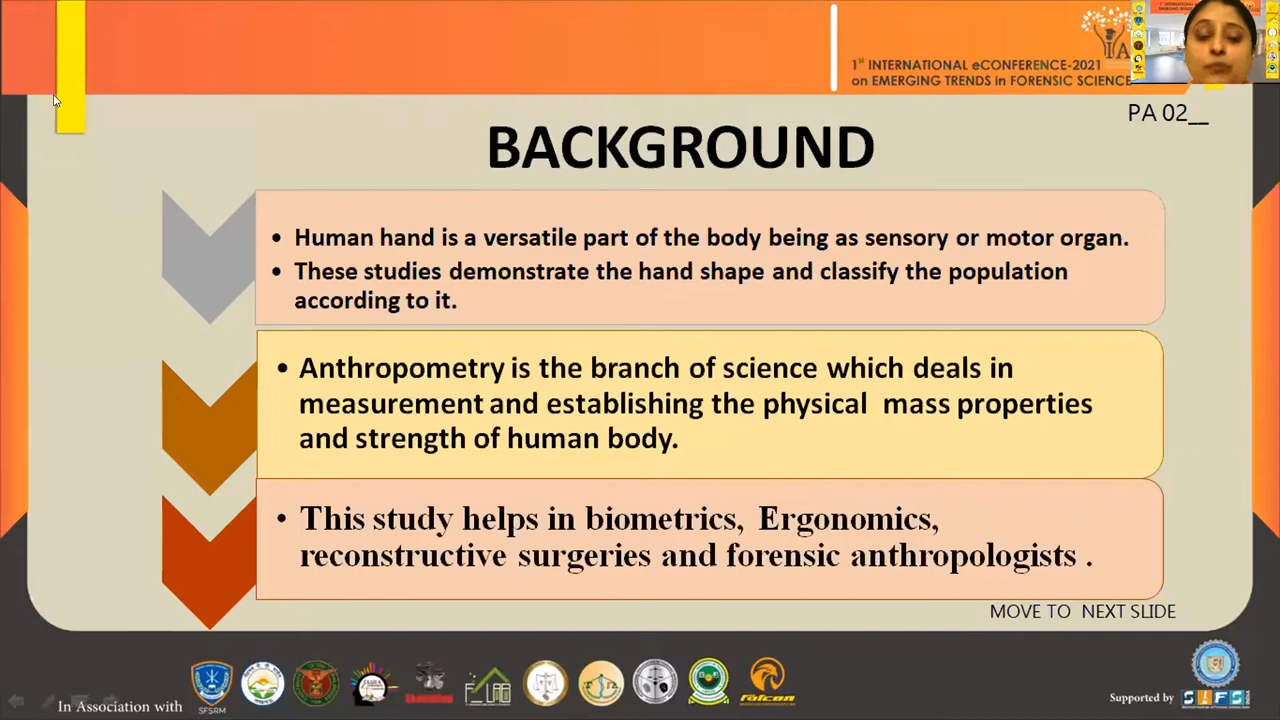 1ST INTERNATIONAL eCONFERENCE-2021
on EMERGING TRENDS in FORENSIC SCIENCE
PA 02__
BACKGROUND
• Human hand is a versatile part of the body being as sensory or motor organ.
• These studies demonstrate the hand shape and classify the population
according to it.
• Anthropometry is the branch of science which deals in
measurement and establishing the physical mass properties
and strength of human body.
• This study helps in biometrics, Ergonomics,
reconstructive surgeries and forensic anthropologists .
MOVE TO NEXT SLIDE
In Association with
SFSRM
LAB
FALCON
Supported by
SIFS